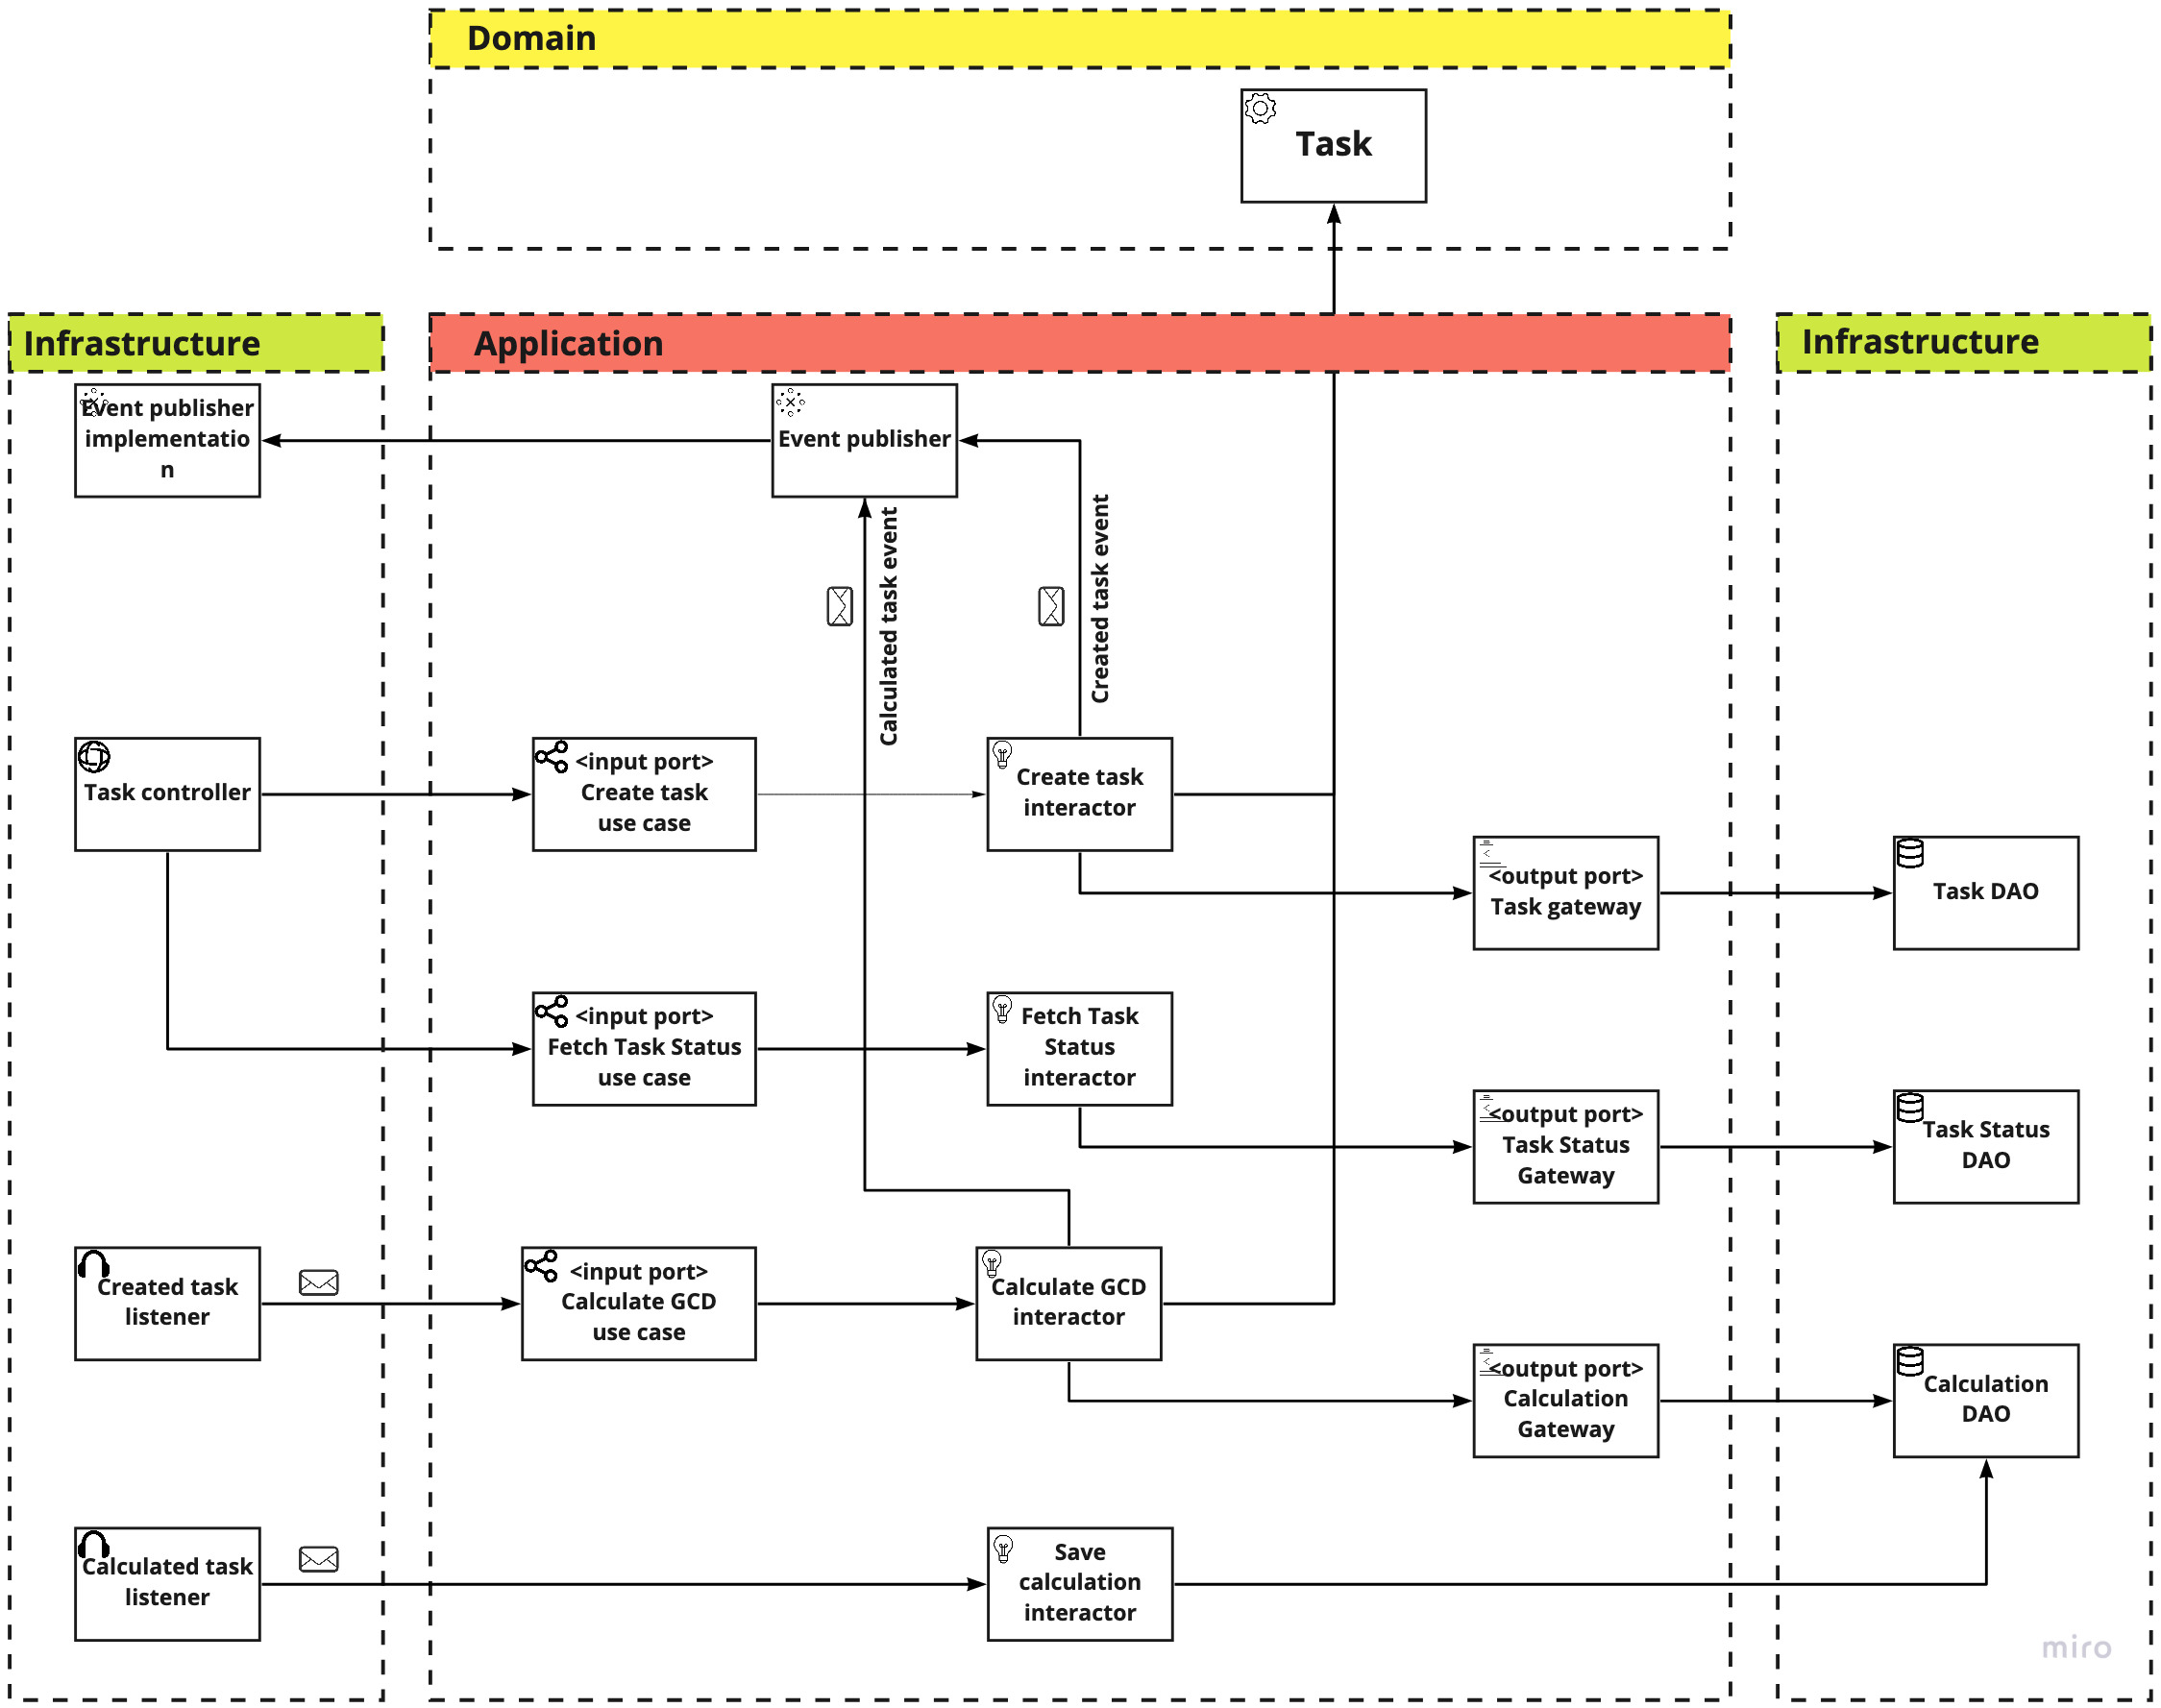 Domain
Task
Infrastructure
Application
Infrastructure
Event publisher
implementatio
n
Event publisher
Calculated task event
Created task event
Task controller
<input port>
Create task
use case
Create task
interactor
<output port>
Task gateway
Task DAO
<input port>
Fetch Task Status
use case
Fetch Task
Status
interactor
<output port>
Task Status
Gateway
Task Status
DAO
Created task
listener
<input port>
Calculate GCD
use case
Calculate GCD
interactor
<output port>
Calculation
Gateway
Calculation
DAO
Calculated task
listener
Save
calculation
interactor
miro